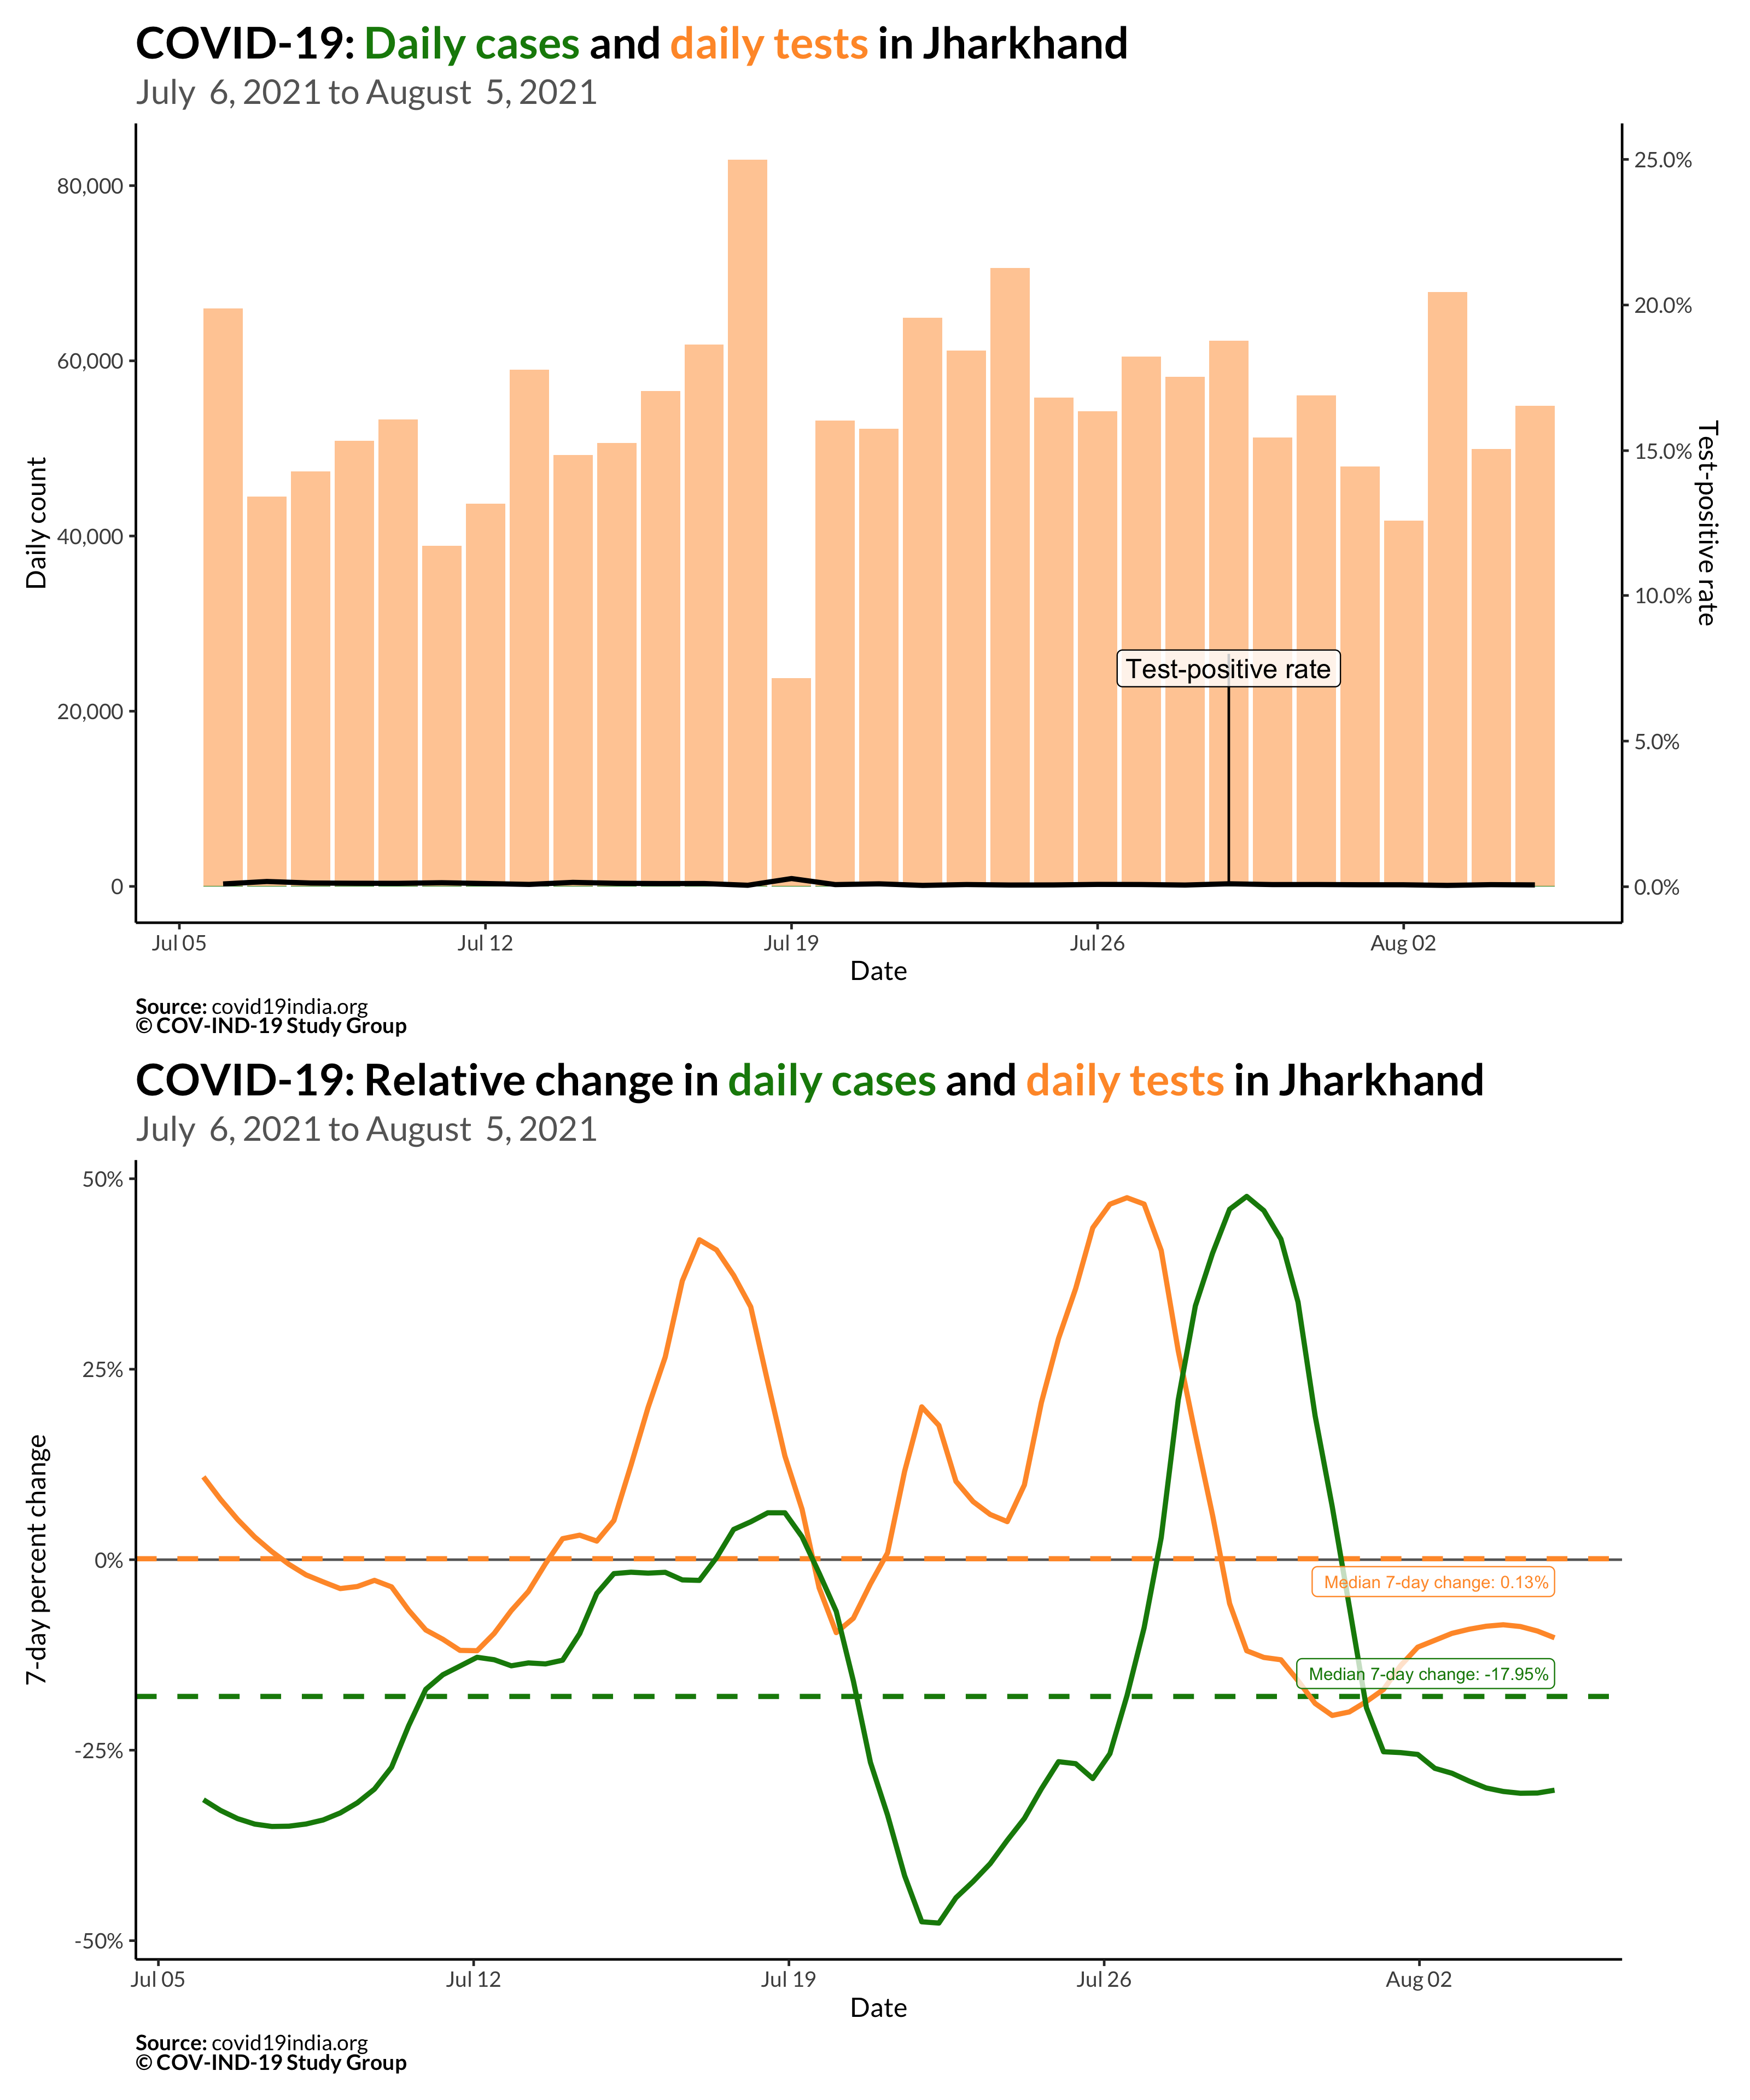 COVID-19: Daily cases and daily tests in Jharkhand
July 6, 2021 to August 5, 2021
80,000
60,000
40,000
20,000
0
Daily count
25.0%
20.0%
15.0%
10.0%
5.0%
0.0%
Test-positive rate
Test-positive rate
Jul 05
Jul 12
Jul 19
Jul 26
Aug 02
Date
Source: covid19india.org
© COV-IND-19 Study Group
COVID-19: Relative change in daily cases and daily tests in Jharkhand
July 6, 2021 to August 5, 2021
50%
25%
0%
-25%
-50%
7-day percent change
Median 7-day change: 0.13%
Median 7-day change: -17.95%
Jul 05
Jul 12
Jul 19
Jul 26
Aug 02
Date
Source: covid19india.org
© COV-IND-19 Study Group